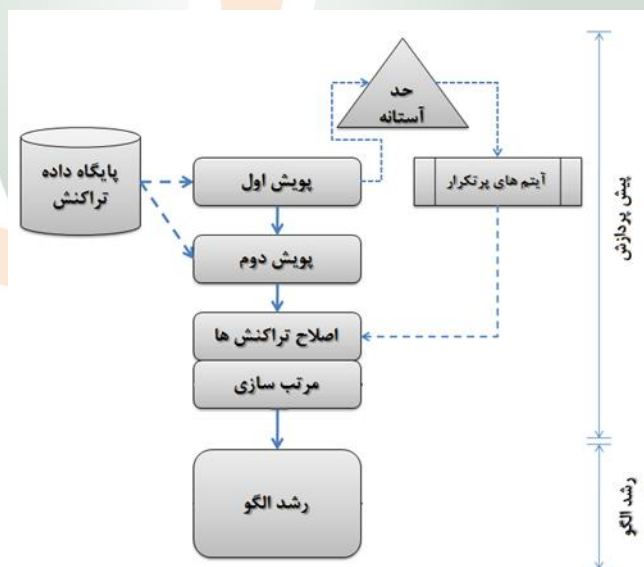 حد
آستانه
پایگاه داده
تراکنش
پویش اول
آیتم های پرتکرار
پویش دوم
اصلاح تراکنش ها
مرتب سازی
رشد الگو
پیش پردازش
رشد الگو